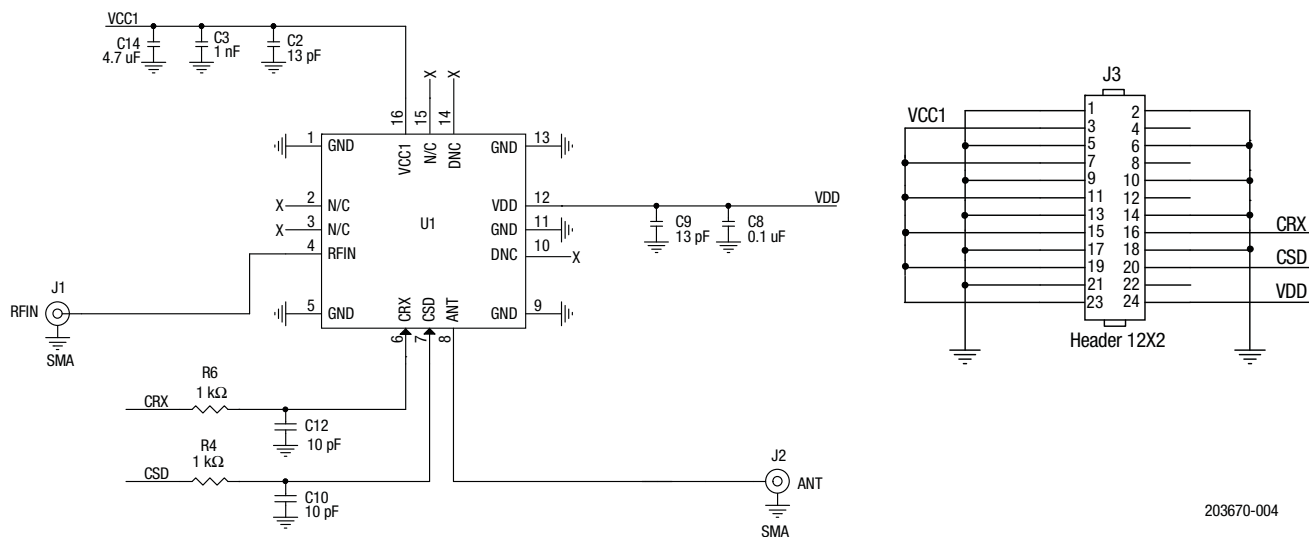 VCC1
C14
4.7 uF
C3
1 nF
C2
13 pF
X
X
16
15
14
VCC1
N/C
DNC
1
GND
GND
13
X
2
N/C
VDD
12
VDD
X
3
N/C
U1
GND
11
C9
13 pF
C8
0.1 uF
4
RFIN
DNC
10
X
J1
RFIN
SMA
5
GND
CRX
CSD
ANT
GND
9
6
7
8
R6
1 kΩ
CRX
C12
10 pF
R4
1 kΩ
CSD
C10
10 pF
J2
ANT
SMA
J3
VCC1
1 2
3 4
5 6
7 8
9 10
11 12
13 14
15 16 CRX
17 18
19 20 CSD
21 22
23 24 VDD
Header 12X2
203670-004